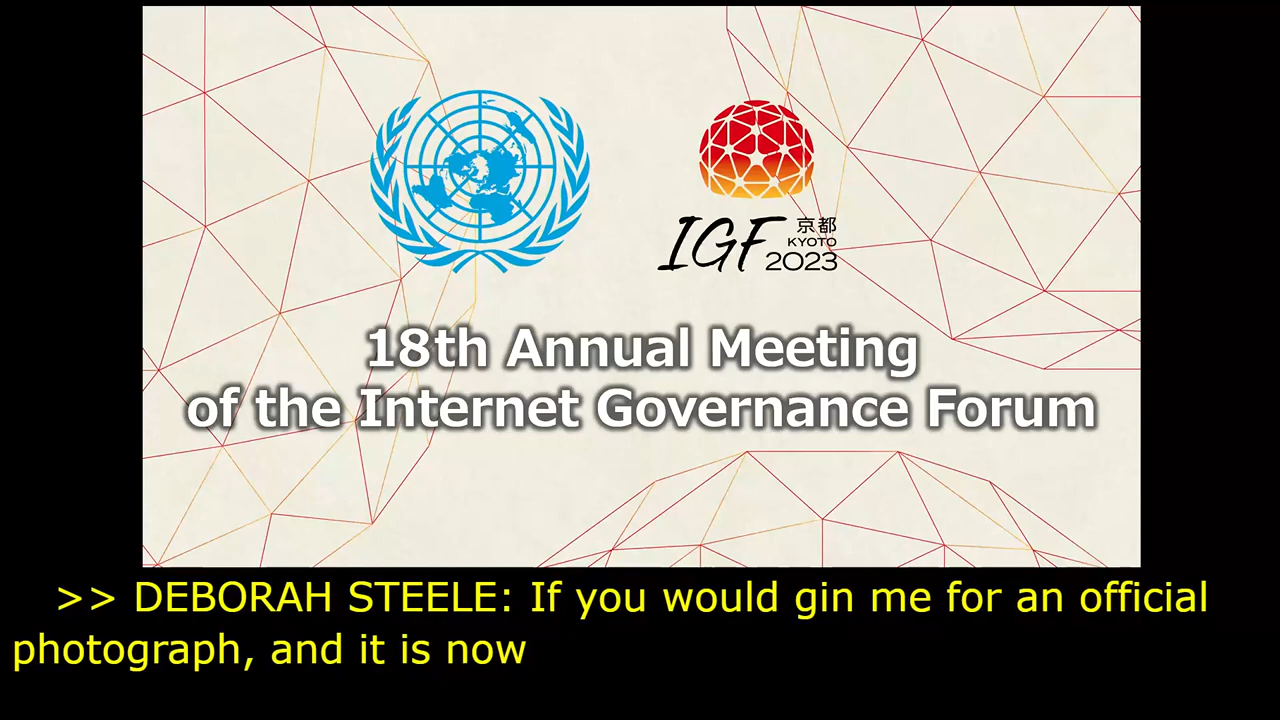 IGF 京都
KYOTO
2023
18th Annual Meeting
of the Internet Governance Forum
>> DEBORAH STEELE: If you would gin me for an official
photograph, and it is now